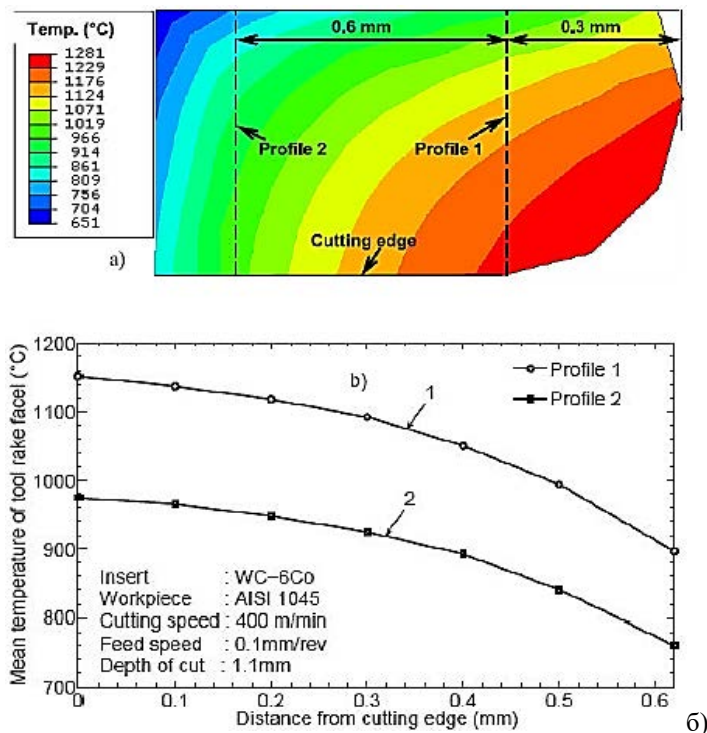 Temp. (°C)
1281
1229
1176
1124
1071
1019
966
914
861
809
756
704
651
0.6 mm
0.3 mm
Profile 2
Profile 1
Cutting edge
a)
Mean temperature of tool rake facel (°C)
1200
1100
1000
900
800
700
b)
1
2
Profile 1
Profile 2
Insert : WC-6Co
Workpiece : AISI 1045
Cutting speed : 400 m/min
Feed speed : 0.1mm/rev
Depth of cut : 1.1mm
0 0.1 0.2 0.3 0.4 0.5 0.6
Distance from cutting edge (mm)
б)